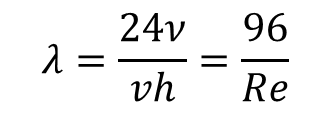 λ = 24ν / vh = 96 / Re